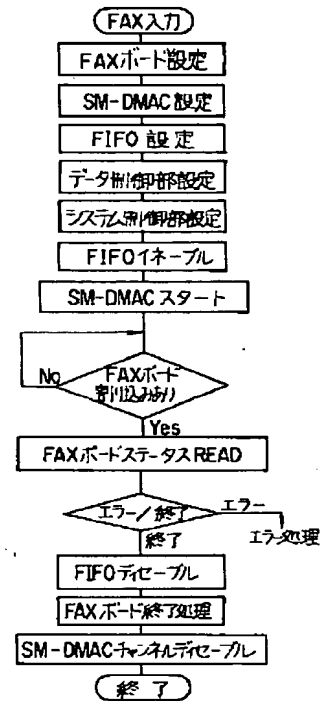 FAX入力
FAXボード設定
SM-DMAC設定
FIFO設定
データ制御部設定
システム制御部設定
FIFOイネーブル
SM-DMACスタート
No
FAXボード
割り込みあり
Yes
FAXボードステータスREAD
エラー/終了
エラー
エラー処理
終了
FIFOディセーブル
FAXボード終了処理
SM-DMACチャンネルディセーブル
終了